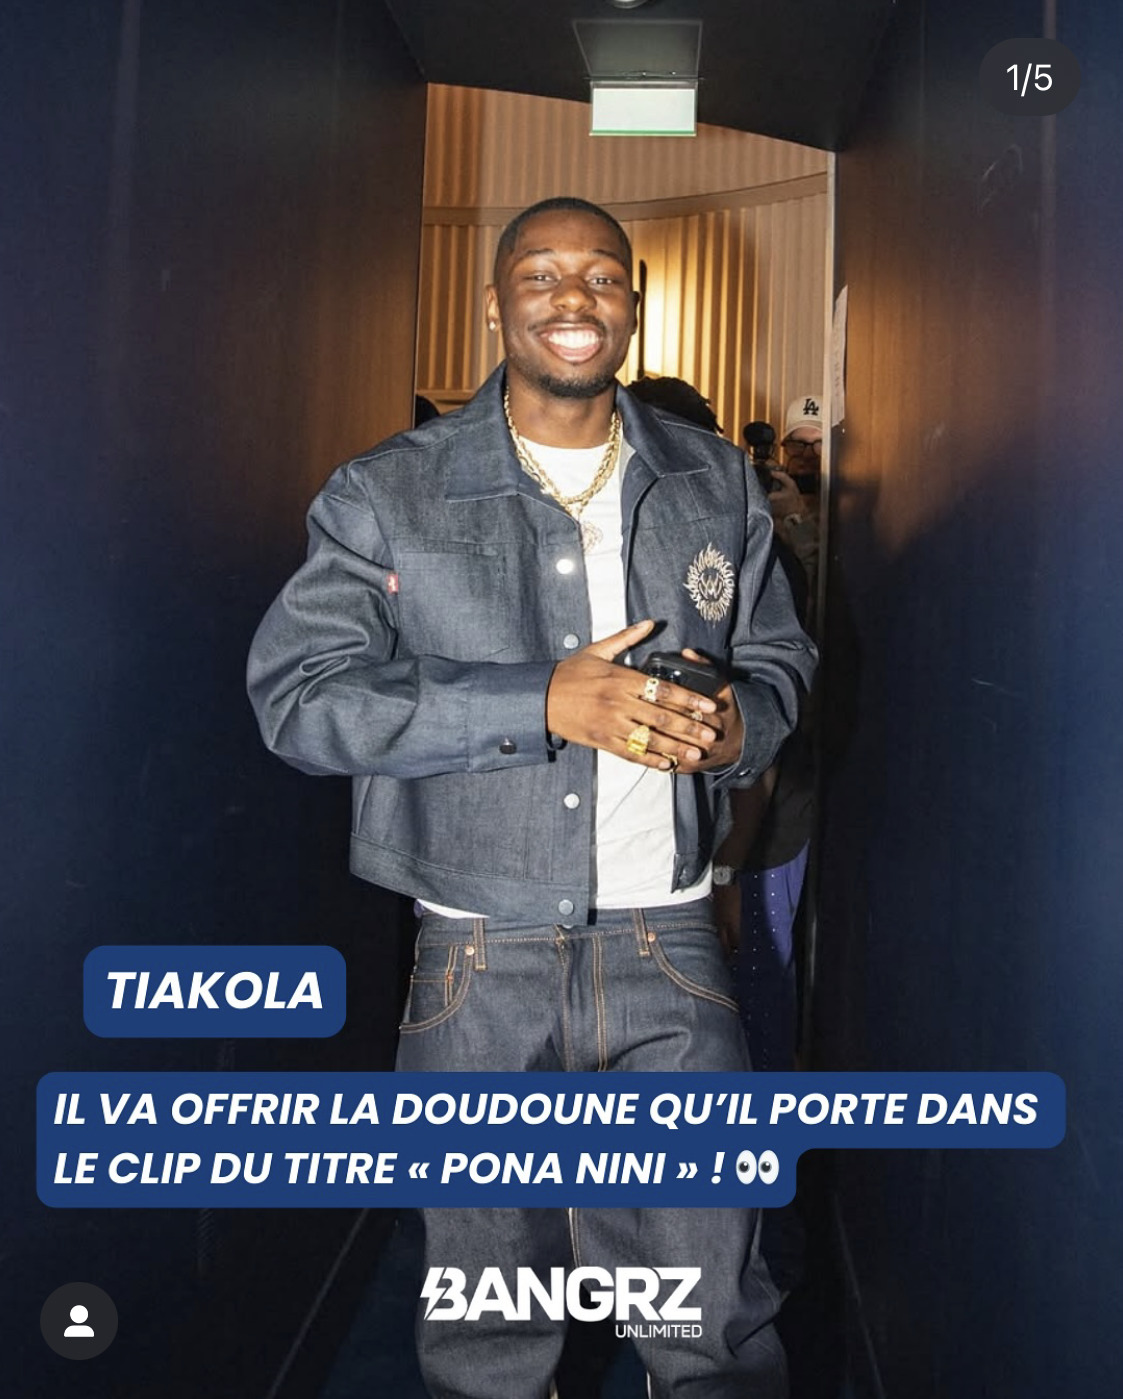 1/5
LA
TIAKOLA
IL VA OFFRIR LA DOUDOUNE QU’IL PORTE DANS
LE CLIP DU TITRE « PONA NINI » ! 👀
BANGRZ
UNLIMITED